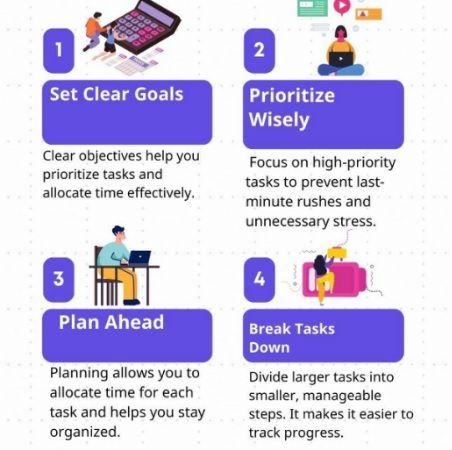 1
Set Clear Goals
Clear objectives help you
prioritize tasks and
allocate time effectively.
2
Prioritize
Wisely
Focus on high-priority
tasks to prevent last-
minute rushes and
unnecessary stress.
3
Plan Ahead
Planning allows you to
allocate time for each
task and helps you stay
organized.
4
Break Tasks
Down
Divide larger tasks into
smaller, manageable
steps. It makes it easier to
track progress.